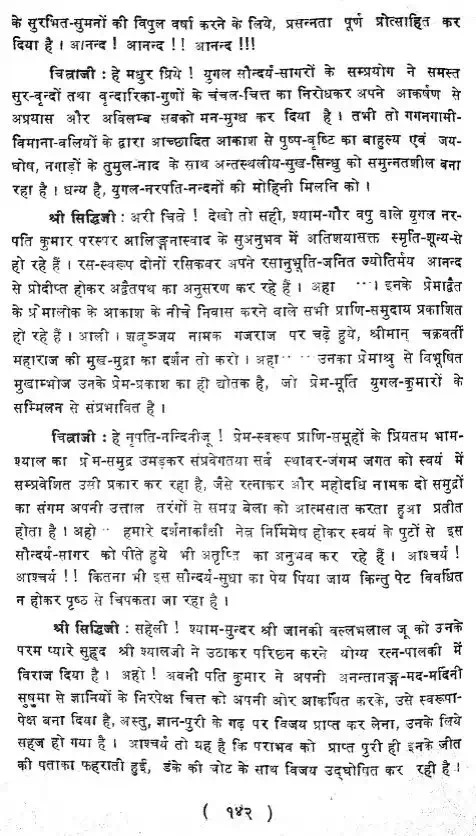 के सुरभित-सुमनों की विपुल वर्षा करने के लिये, प्रसन्नता पूर्ण प्रोत्साहित कर
दिया है । आनन्द ! आनन्द !! आनन्द !!!
चित्राजी : हे मधुर प्रिये ! युगल सौन्दर्य-सागरों के सम्प्रयोग ने समस्त
सुर-वृन्दों तथा वृन्दारिका-गुणों के चंचल-चित्त का निरोधकर अपने आकर्षण से
अप्रयास और अविलम्ब सबको मन-मुग्ध कर दिया है । तभी तो गगनगामी-
विमाना-वलियों के द्वारा आच्छादित आकाश से पुष्प-वृष्टि का बाहुल्य एवं जय-
घोष, नगाड़ों के तुमुल-नाद के साथ अन्तस्थलीय-सुख-सिन्धु को समुन्नतशील बना
रहा है । धन्य है, युगल-नरपति-नन्दनों की मोहिनी मिलनि को ।
श्री सिद्धिजी : अरी चित्रे ! देखो तो सही, श्याम-गौर वपु वाले युगल नर-
पति कुमार परस्पर आलिङ्गनास्वाद के सुअनुभव में अतिशयासक्त स्मृति-शून्य-से
हो रहे हैं । रस-स्वरूप दोनों रसिकवर अपने रसानुभूति-जनित ज्योतिर्मय आनन्द
से प्रोदीप्त होकर अद्वैतपथ का अनुसरण कर रहे हैं । अहा ...। इनके प्रेमाद्वैत
के प्रेमालोक के आकाश के नीचे निवास करने वाले सभी प्राणि-समुदाय प्रकाशित
हो रहे हैं । आली । शत्रुञ्जय नामक गजराज पर चढ़े हुये, श्रीमान् चक्रवर्ती
महाराज की मुख-मुद्रा का दर्शन तो करो । अहा.... उनका प्रेमाश्रु से विभूषित
मुखाम्भोज उनके प्रेम-प्रकाश का ही द्योतक है, जो प्रेम-मूर्ति युगल-कुमारों के
सम्मिलन से संप्रभावित है ।
चित्राजी : हे नृपति-नन्दिनीजू ! प्रेम-स्वरूप प्राणि-समूहों के प्रियतम भाम-
श्याल का प्रेम-समुद्र उमड़कर संप्रवेगतया सर्व स्थावर-जंगम जगत को स्वयं में
सम्प्रवेशित उसी प्रकार कर रहा है, जैसे रत्नाकर और महोदधि नामक दो समुद्रों
का संगम अपनी उत्ताल तरंगों से समग्र बेला को आत्मसात करता हुआ प्रतीत
होता है । अहो.. हमारे दर्शनाकांक्षी नेत्र निर्मिमेष होकर स्वयं के पुटों से इस
सौन्दर्य-सागर को पीते हुये भी अतृप्ति का अनुभव कर रहे हैं । आश्चर्य !
आश्चर्य !! कितना भी इस सौन्दर्य-सुधा का पेय पिया जाय किन्तु पेट विवर्धित
न होकर पृष्ठ से चिपकता जा रहा है ।
श्री सिद्धिजी : सहेली ! श्याम-सुन्दर श्री जानकी वल्लभलाल जू को उनके
परम प्यारे सुहृद श्री श्यालजी ने उठाकर परिछन करने योग्य रत्न-पालकी में
विराज दिया है । अहो ! अवनी पति कुमार ने अपनी अनन्तानङ्ग-मद-मर्दिनी
सुषुमा से ज्ञानियों के निरपेक्ष चित्त को अपनी ओर आकर्षित करके, उसे स्वरूपा-
पेक्ष बना दिया है, अस्तु, ज्ञान-पुरी के गढ़ पर विजय प्राप्त कर लेना, उनके लिये
सहज हो गया है । आश्चर्य तो यह है कि पराभव को प्राप्त पुरी ही इनके जीत
की पताका फहराती हुई, डंके की चोट के साथ विजय उद्घोषित कर रही है ।
( १४२ )